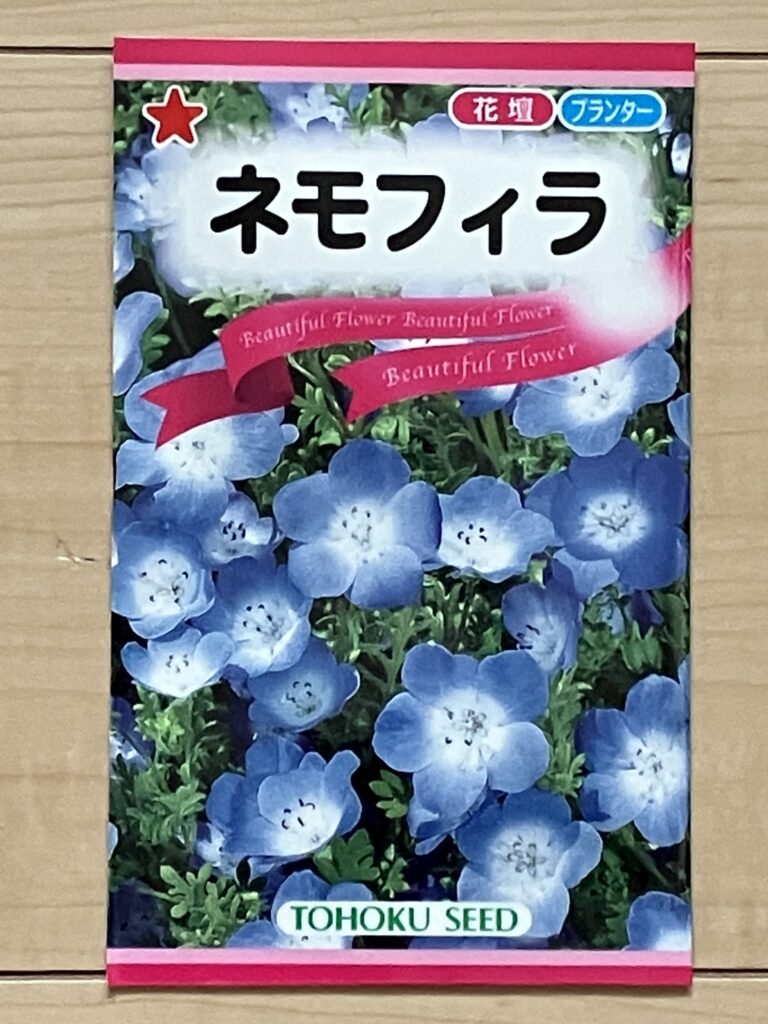 花壇 プランター
ネモフィラ
Beautiful Flower Beautiful Flower
Beautiful Flower
TOHOKU SEED